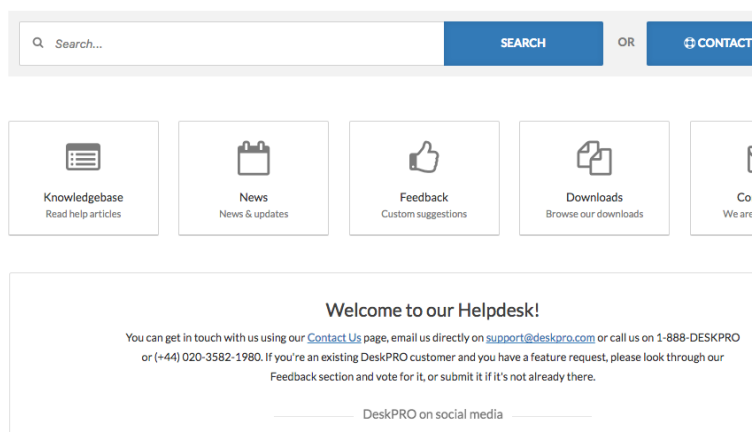 Search...
SEARCH
OR
CONTACT
Knowledgebase
Read help articles
News
News & updates
Feedback
Custom suggestions
Downloads
Browse our downloads
Co
We are
Welcome to our Helpdesk!
You can get in touch with us using our Contact Us page, email us directly on support@deskpro.com or call us on 1-888-DESKPRO
or (+44) 020-3582-1980. If you're an existing DeskPRO customer and you have a feature request, please look through our
Feedback section and vote for it, or submit it if it's not already there.
DeskPRO on social media